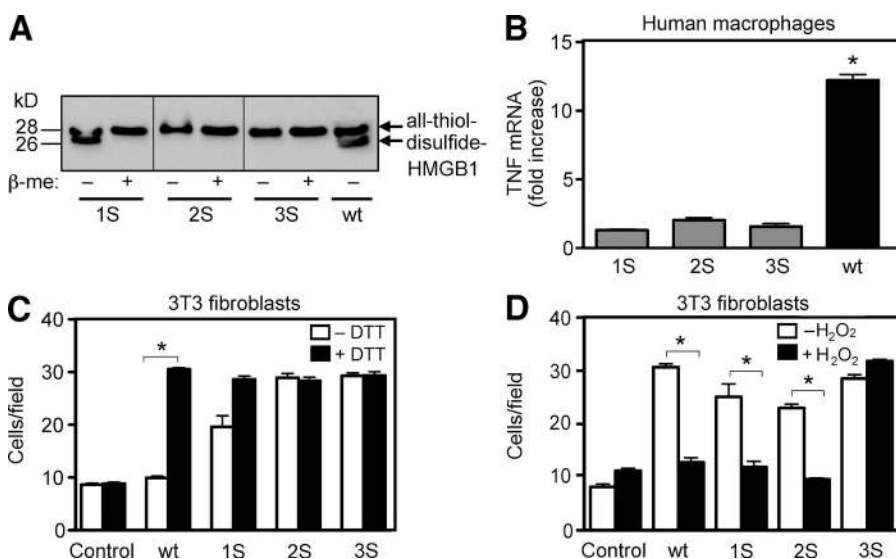 A
kD
28
26
all-thiol-
disulfide-
HMGB1
β-me: – + – + – + –
1S 2S 3S wt
B
Human macrophages
TNF mRNA
(fold increase)
15
10
5
0
*
1S 2S 3S wt
C
3T3 fibroblasts
Cells/field
40
30
20
10
0
*
– DTT
+ DTT
Control wt 1S 2S 3S
D
3T3 fibroblasts
Cells/field
40
30
20
10
0
* * *
–H₂O₂
+H₂O₂
Control wt 1S 2S 3S